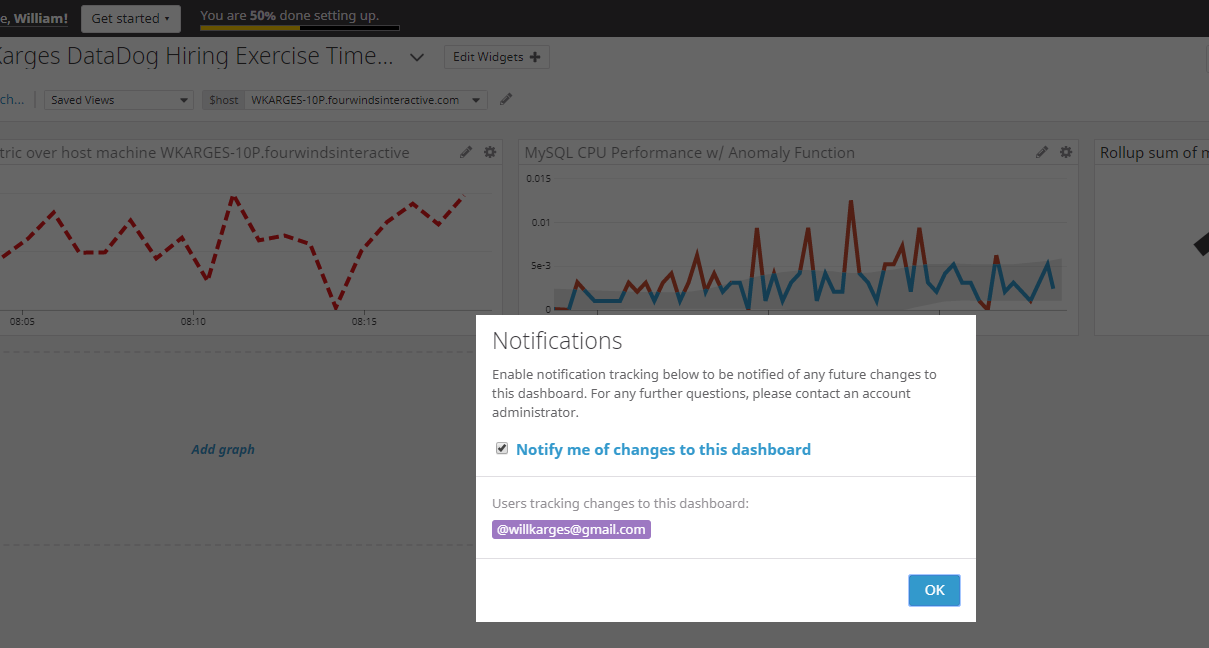 e, William!
Get started
You are 50% done setting up.
Karges DataDog Hiring Exercise Time...
Edit Widgets
ch...
Saved Views
$host
WKARGES-10P.fourwindsinteractive.com
tric over host machine WKARGES-10P.fourwindsinteractive
MySQL CPU Performance w/ Anomaly Function
Rollup sum of m
0.015
0.01
5e-3
0
08:05
08:10
08:15
Notifications
Enable notification tracking below to be notified of any future changes to
this dashboard. For any further questions, please contact an account
administrator.
Notify me of changes to this dashboard
Add graph
Users tracking changes to this dashboard:
@willkarges@gmail.com
OK